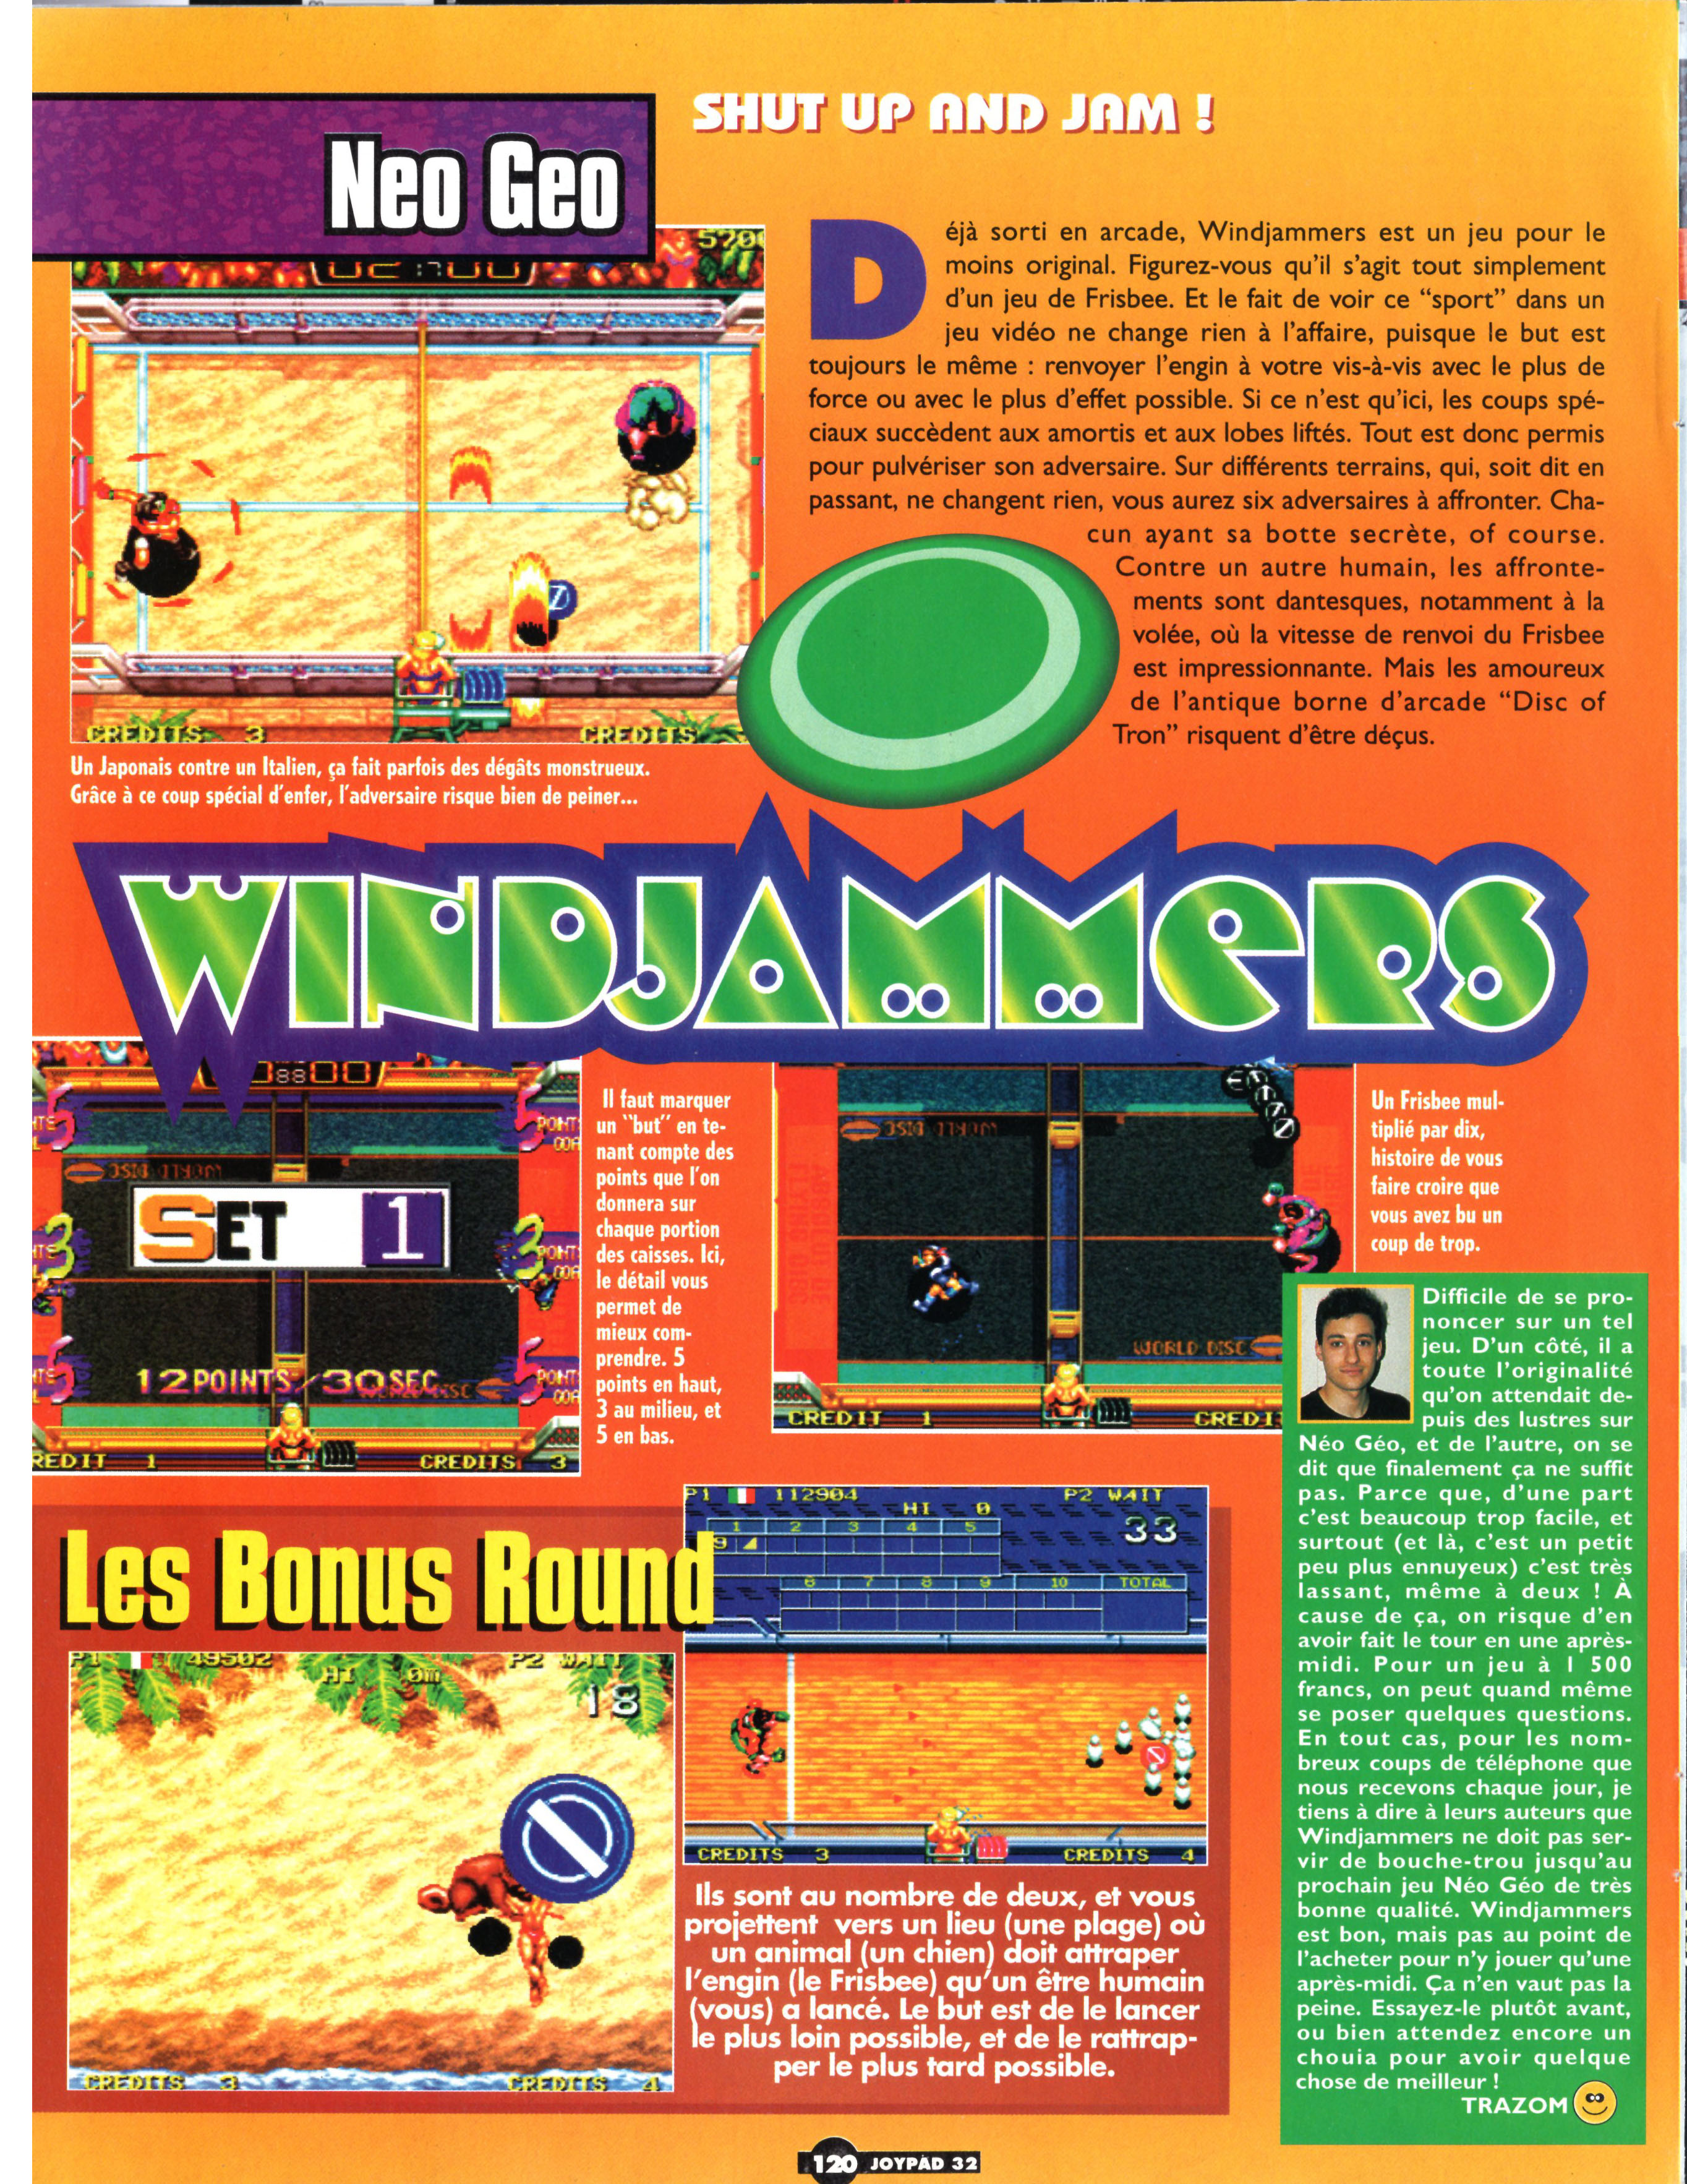 SHUT UP AND JAM !
Neo Geo
Déjà sorti en arcade, Windjammers est un jeu pour le
moins original. Figurez-vous qu'il s'agit tout simplement
d'un jeu de Frisbee. Et le fait de voir ce “sport” dans un
jeu vidéo ne change rien à l'affaire, puisque le but est
toujours le même : renvoyer l'engin à votre vis-à-vis avec le plus de
force ou avec le plus d'effet possible. Si ce n'est qu'ici, les coups spé-
ciaux succèdent aux amortis et aux lobes liftés. Tout est donc permis
pour pulvériser son adversaire. Sur différents terrains, qui, soit dit en
passant, ne changent rien, vous aurez six adversaires à affronter. Cha-
cun ayant sa botte secrète, of course.
Contre un autre humain, les affronte-
ments sont dantesques, notamment à la
volée, où la vitesse de renvoi du Frisbee
est impressionnante. Mais les amoureux
de l'antique borne d'arcade “Disc of
Tron” risquent d'être déçus.
5700
CREDITS 3
CREDITS
Un Japonais contre un Italien, ça fait parfois des dégâts monstrueux.
Grâce à ce coup spécial d'enfer, l'adversaire risque bien de peiner...
WINDJAMMERS
88 00
5
5 POINT
3
3 POINT
SET 1
5
5 POINT
12 POINTS / 30 SEC
REDIT 1
CREDITS 3
Il faut marquer
un “but” en te-
nant compte des
points que l'on
donnera sur
chaque portion
des caisses. Ici,
le détail vous
permet de
mieux com-
prendre. 5
points en haut,
3 au milieu, et
5 en bas.
WORLD DISC
WORLD DISC
CREDIT 1
CREDI
Un Frisbee mul-
tiplié par dix,
histoire de vous
faire croire que
vous avez bu un
coup de trop.
Difficile de se pro-
noncer sur un tel
jeu. D'un côté, il a
toute l'originalité
qu'on attendait de-
puis des lustres sur
Néo Géo, et de l'autre, on se
dit que finalement ça ne suffit
pas. Parce que, d'une part
c'est beaucoup trop facile, et
surtout (et là, c'est un petit
peu plus ennuyeux) c'est très
lassant, même à deux ! À
cause de ça, on risque d'en
avoir fait le tour en une après-
midi. Pour un jeu à 1 500
francs, on peut quand même
se poser quelques questions.
En tout cas, pour les nom-
breux coups de téléphone que
nous recevons chaque jour, je
tiens à dire à leurs auteurs que
Windjammers ne doit pas ser-
vir de bouche-trou jusqu'au
prochain jeu Néo Géo de très
bonne qualité. Windjammers
est bon, mais pas au point de
l'acheter pour n'y jouer qu'une
après-midi. Ça n'en vaut pas la
peine. Essayez-le plutôt avant,
ou bien attendez encore un
chouia pour avoir quelque
chose de meilleur !
TRAZOM
Les Bonus Round
P1 49502 HI 0m P2 WAIT
18
CREDITS 3
CREDITS 4
P1 112904 HI 0 P2 WAIT
33
1 2 3 4 5
9
6 7 8 9 10 TOTAL
CREDITS 3
CREDITS 4
Ils sont au nombre de deux, et vous
projettent vers un lieu (une plage) où
un animal (un chien) doit attraper
l'engin (le Frisbee) qu'un être humain
(vous) a lancé. Le but est de le lancer
le plus loin possible, et de le rattrap-
per le plus tard possible.
120 JOYPAD 32